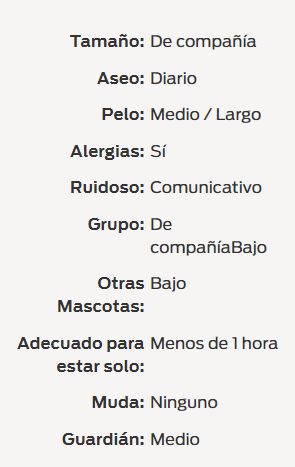 Tamaño: De compañía
Aseo: Diario
Pelo: Medio / Largo
Alergias: Sí
Ruidoso: Comunicativo
Grupo: De
compañíaBajo
Otras Bajo
Mascotas:
Adecuado para Menos de 1 hora
estar solo:
Muda: Ninguno
Guardián: Medio